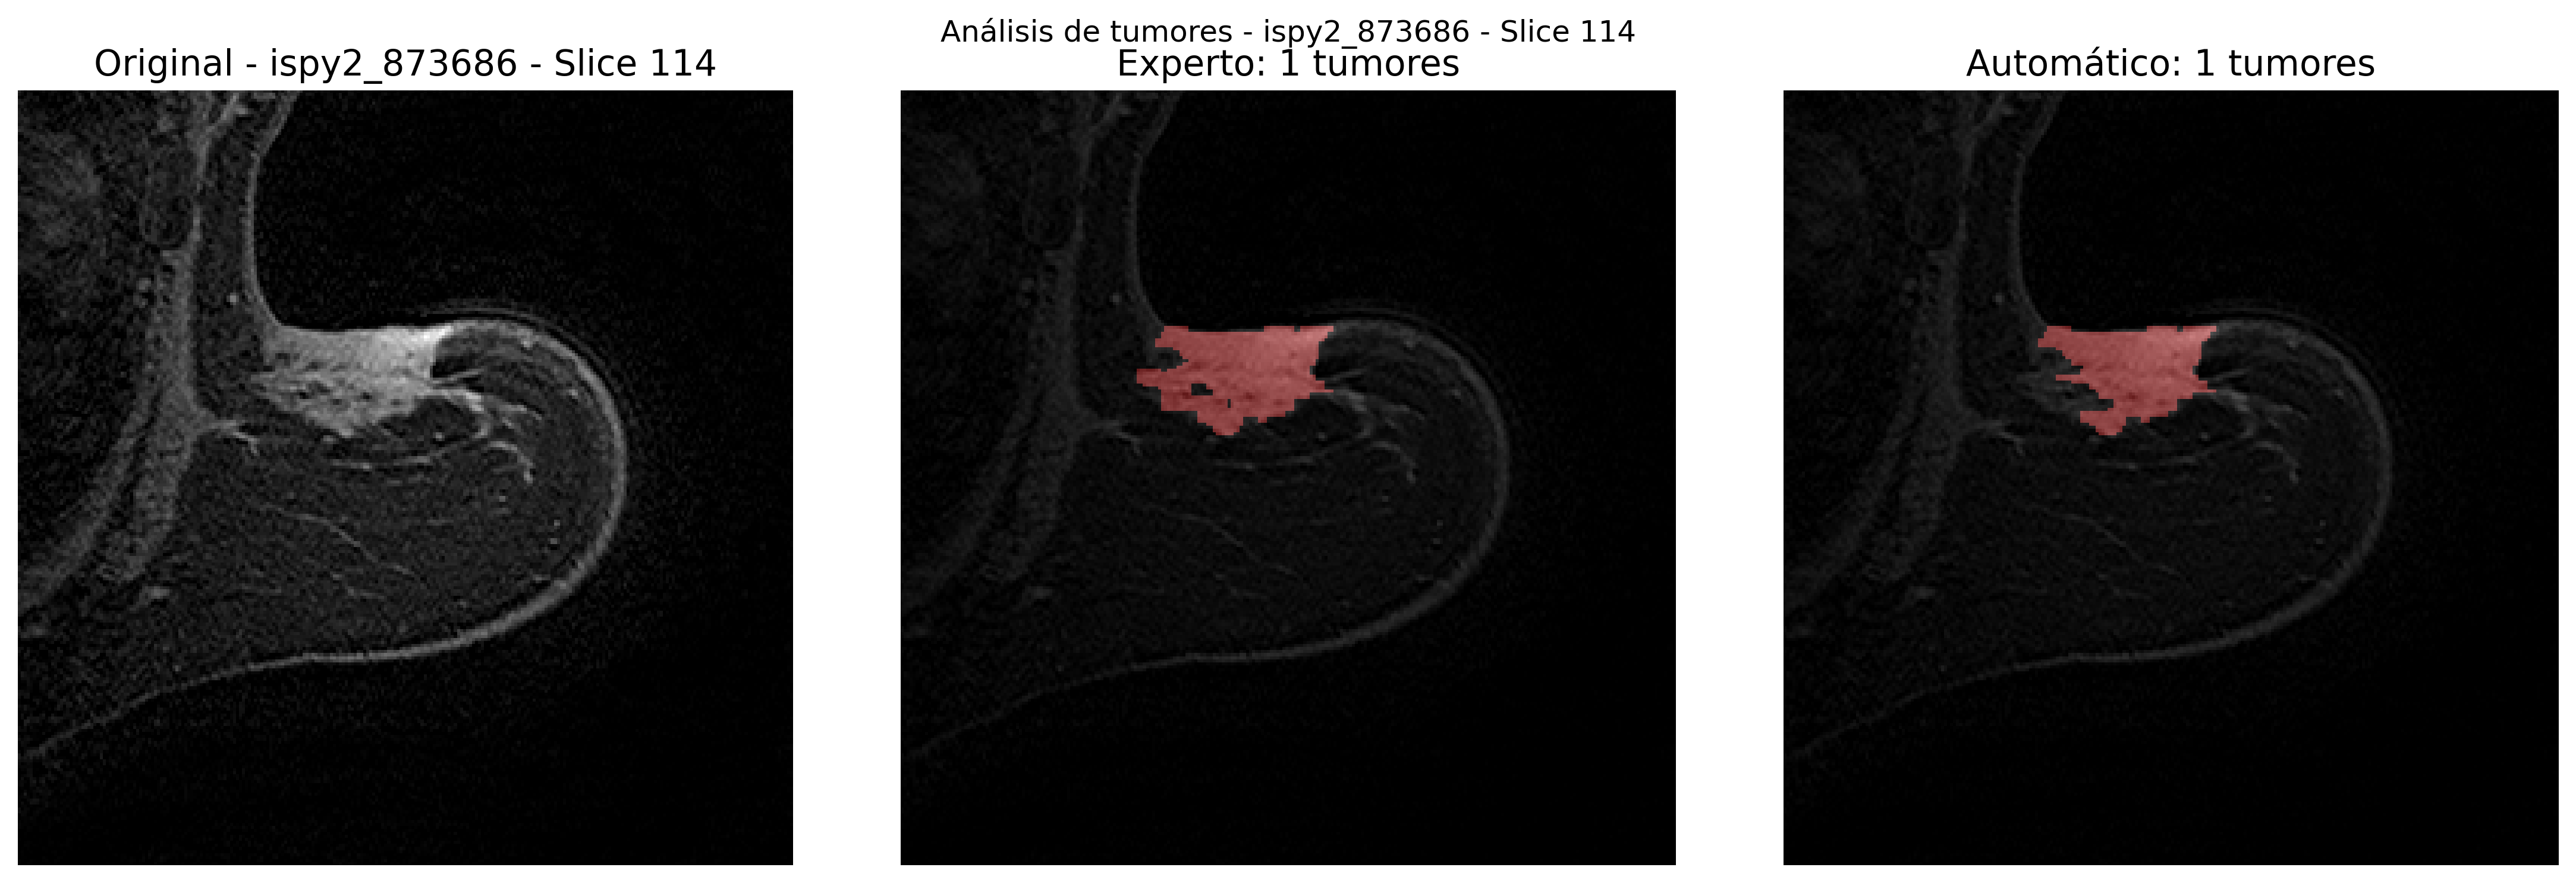 Análisis de tumores - ispy2_873686 - Slice 114
Original - ispy2_873686 - Slice 114
Experto: 1 tumores
Automático: 1 tumores